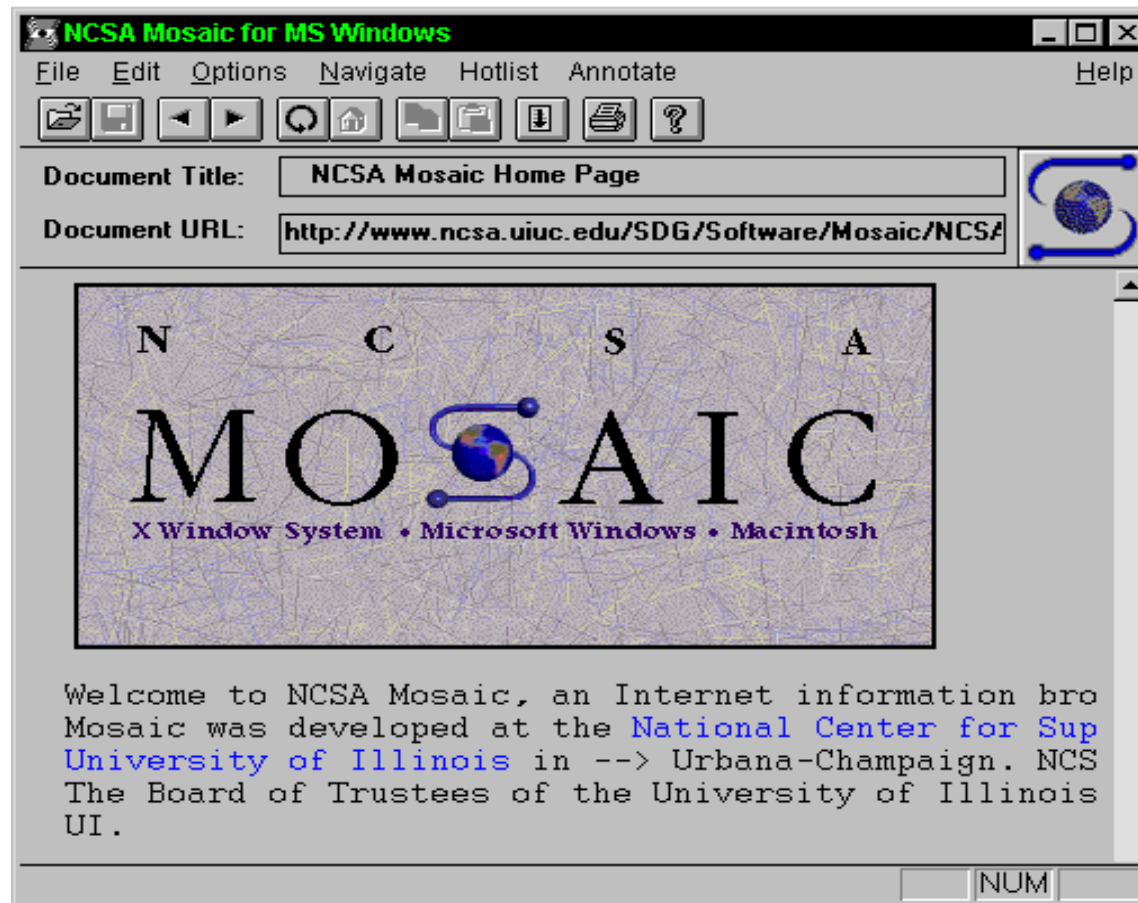 NCSA Mosaic for MS Windows
File Edit Options Navigate Hotlist Annotate Help
Document Title: NCSA Mosaic Home Page
Document URL: http://www.ncsa.uiuc.edu/SDG/Software/Mosaic/NCSA
N C S A
MOSAIC
X Window System • Microsoft Windows • Macintosh
Welcome to NCSA Mosaic, an Internet information bro
Mosaic was developed at the National Center for Sup
University of Illinois in --> Urbana-Champaign. NCS
The Board of Trustees of the University of Illinois
UI.
NUM